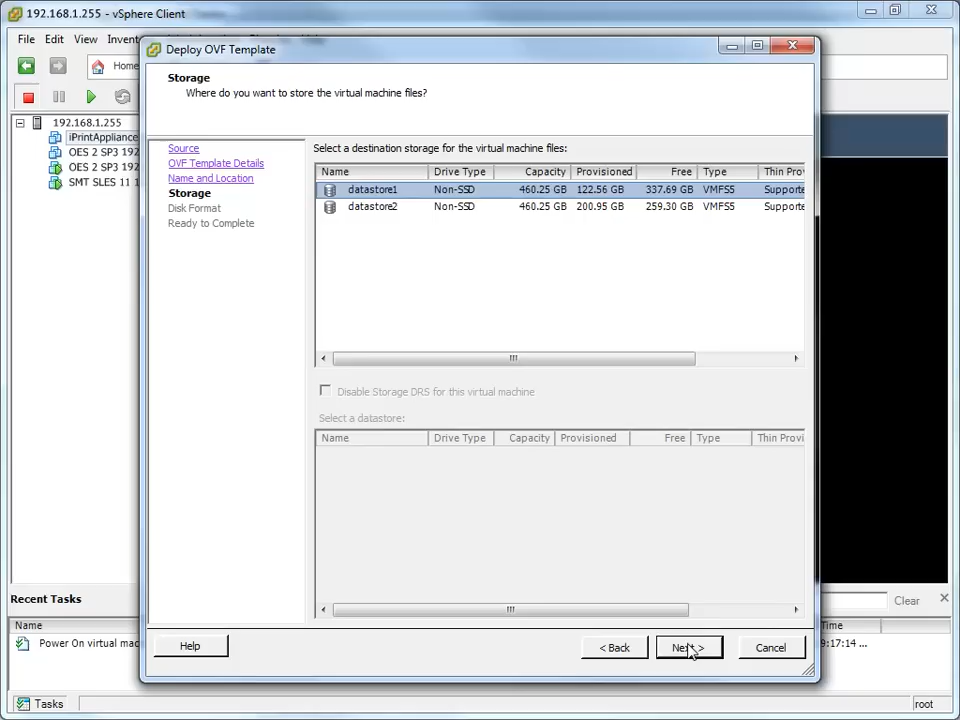 192.168.1.255 - vSphere Client
File Edit View Invent
Home
192.168.1.255
iPrintAppliance
OES 2 SP3 192
OES 2 SP3 192
SMT SLES 11 1
Deploy OVF Template
Storage
Where do you want to store the virtual machine files?
Source
OVF Template Details
Name and Location
Storage
Disk Format
Ready to Complete
Select a destination storage for the virtual machine files:
Name Drive Type Capacity Provisioned Free Type Thin Prov
datastore1 Non-SSD 460.25 GB 122.56 GB 337.69 GB VMFS5 Supporte
datastore2 Non-SSD 460.25 GB 200.95 GB 259.30 GB VMFS5 Supporte
Disable Storage DRS for this virtual machine
Select a datastore:
Name Drive Type Capacity Provisioned Free Type Thin Provi
Help < Back Next > Cancel
Recent Tasks
Clear
Name Time
Power On virtual mac :17:14 ...
Tasks root